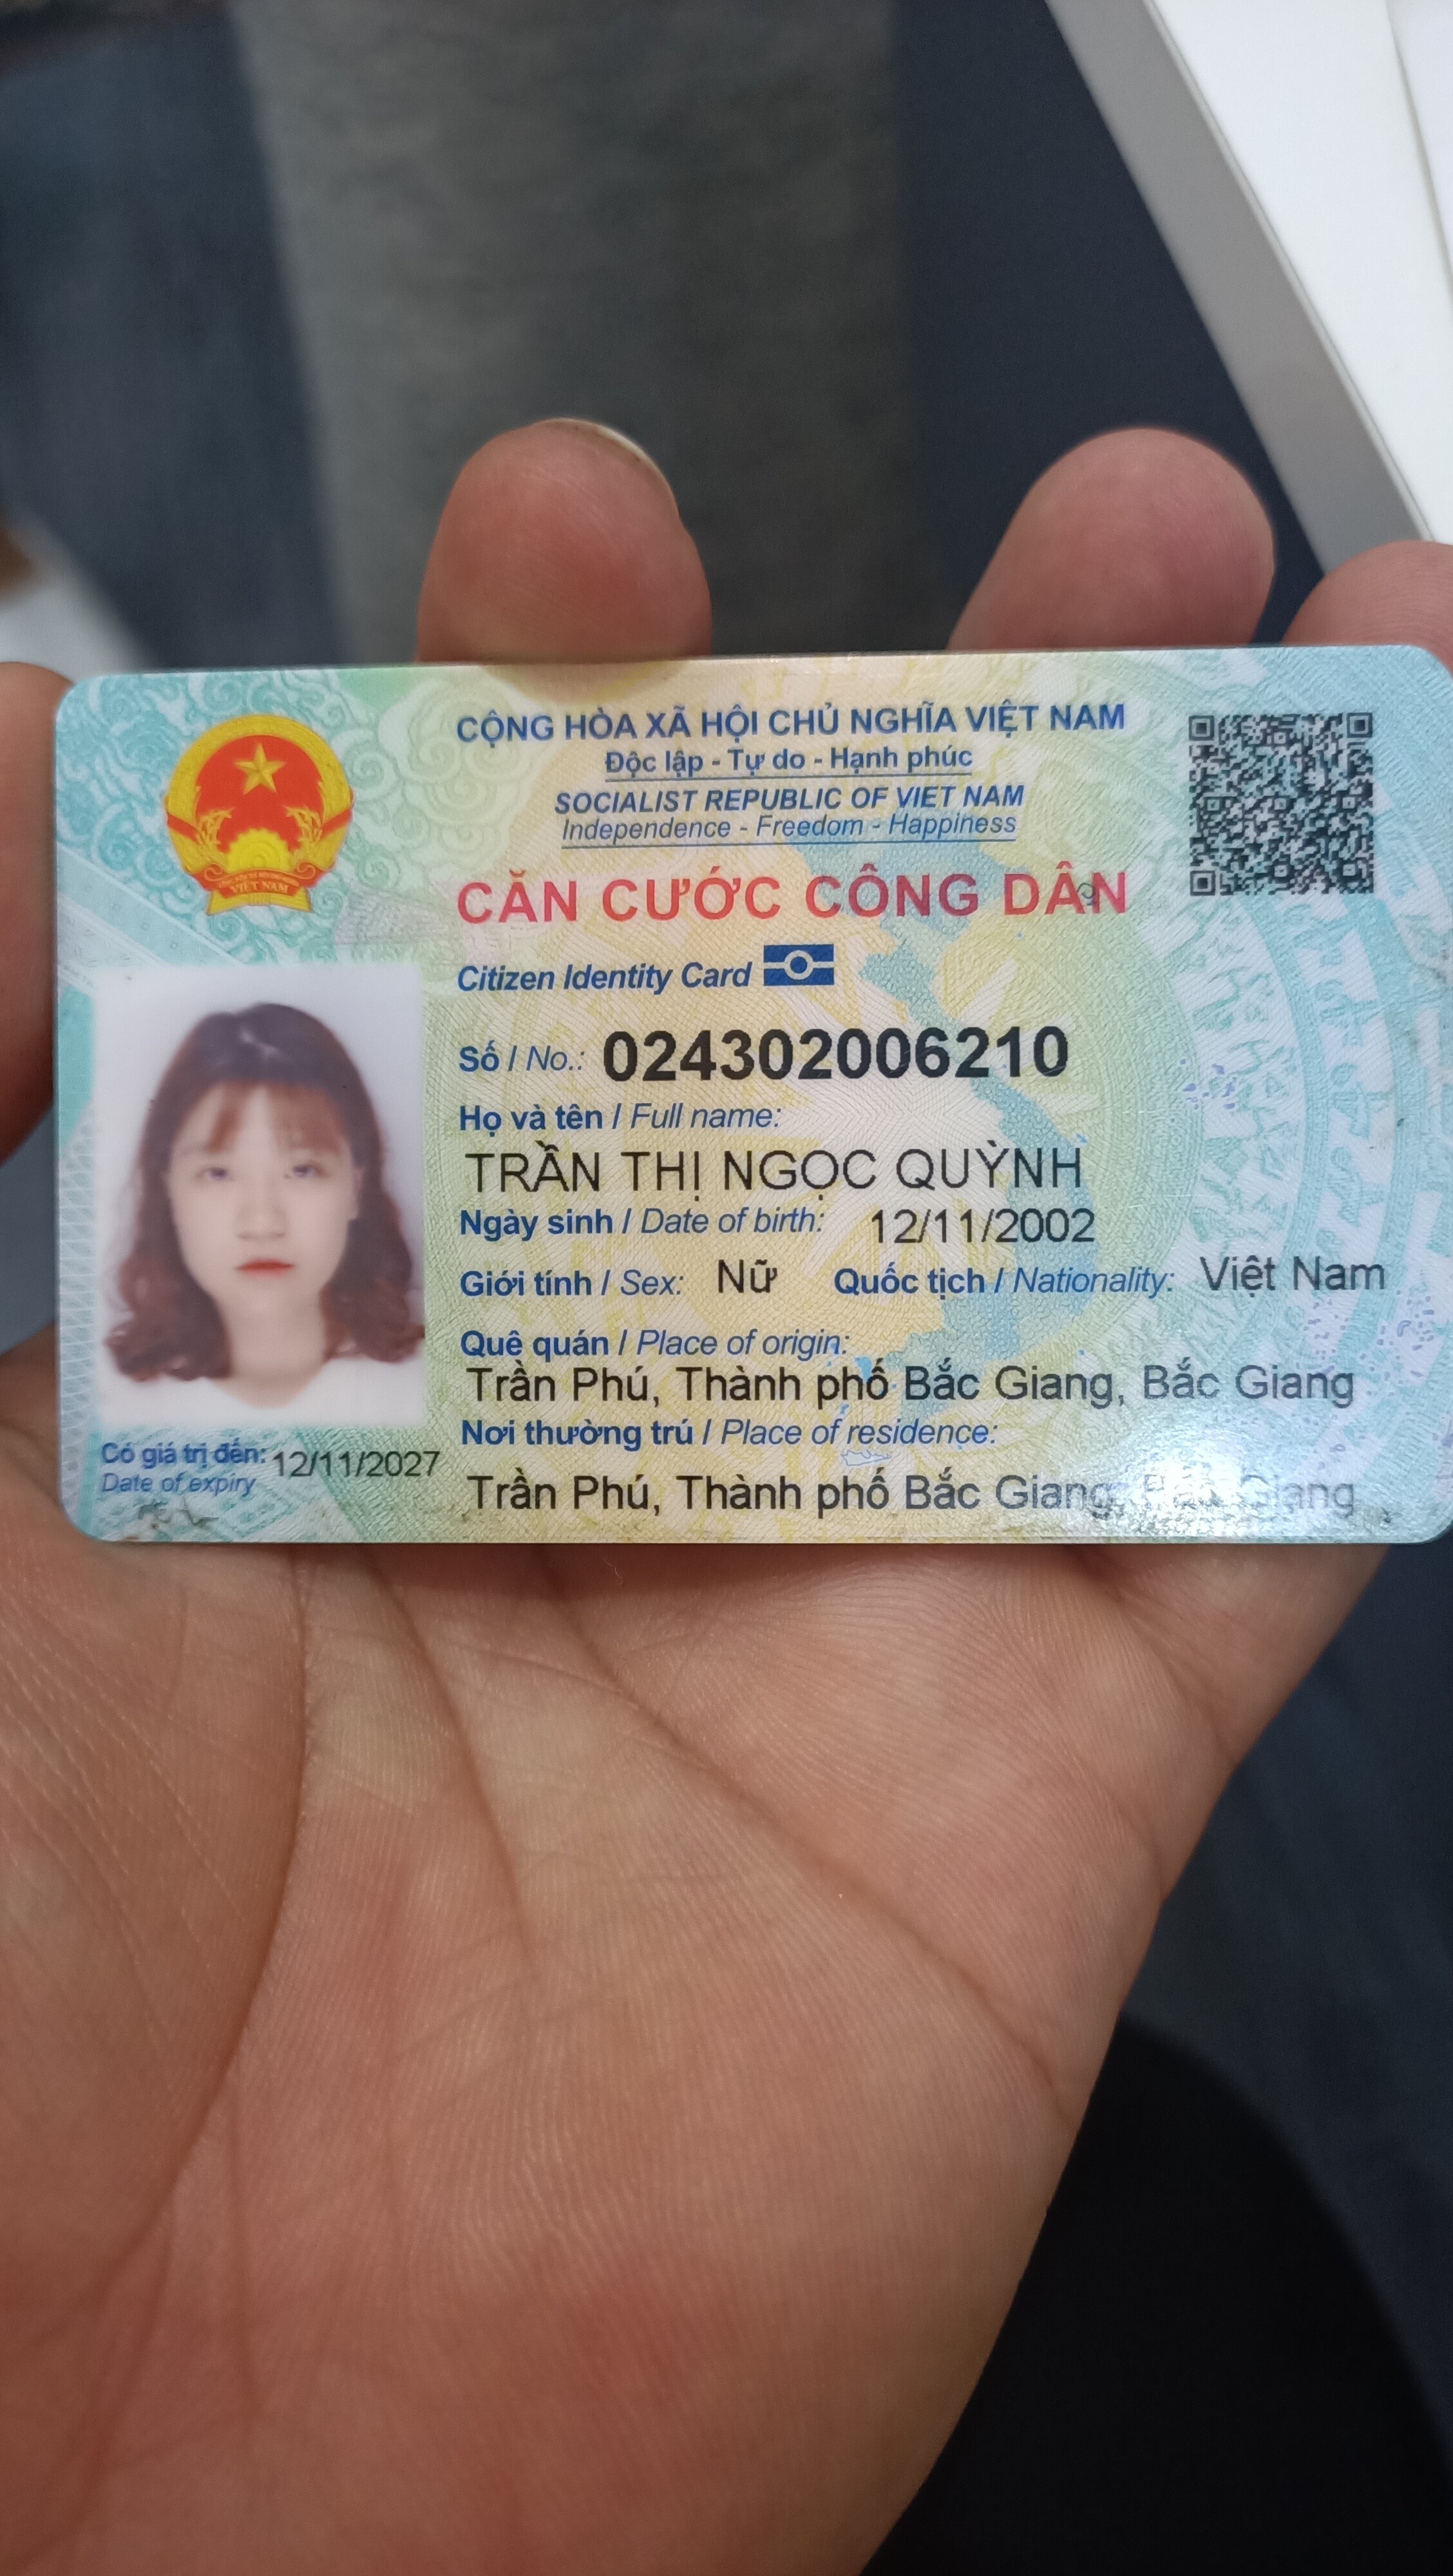 CỘNG HÒA XÃ HỘI CHỦ NGHĨA VIỆT NAM
Độc lập - Tự do - Hạnh phúc
SOCIALIST REPUBLIC OF VIET NAM
Independence - Freedom - Happiness
CĂN CƯỚC CÔNG DÂN
Citizen Identity Card
Số / No.: 024302006210
Họ và tên / Full name:
TRẦN THỊ NGỌC QUỲNH
Ngày sinh / Date of birth: 12/11/2002
Giới tính / Sex: Nữ Quốc tịch / Nationality: Việt Nam
Quê quán / Place of origin:
Trần Phú, Thành phố Bắc Giang, Bắc Giang
Nơi thường trú / Place of residence:
Trần Phú, Thành phố Bắc Giang, Giang
Có giá trị đến: 12/11/2027
Date of expiry
VIỆT NAM